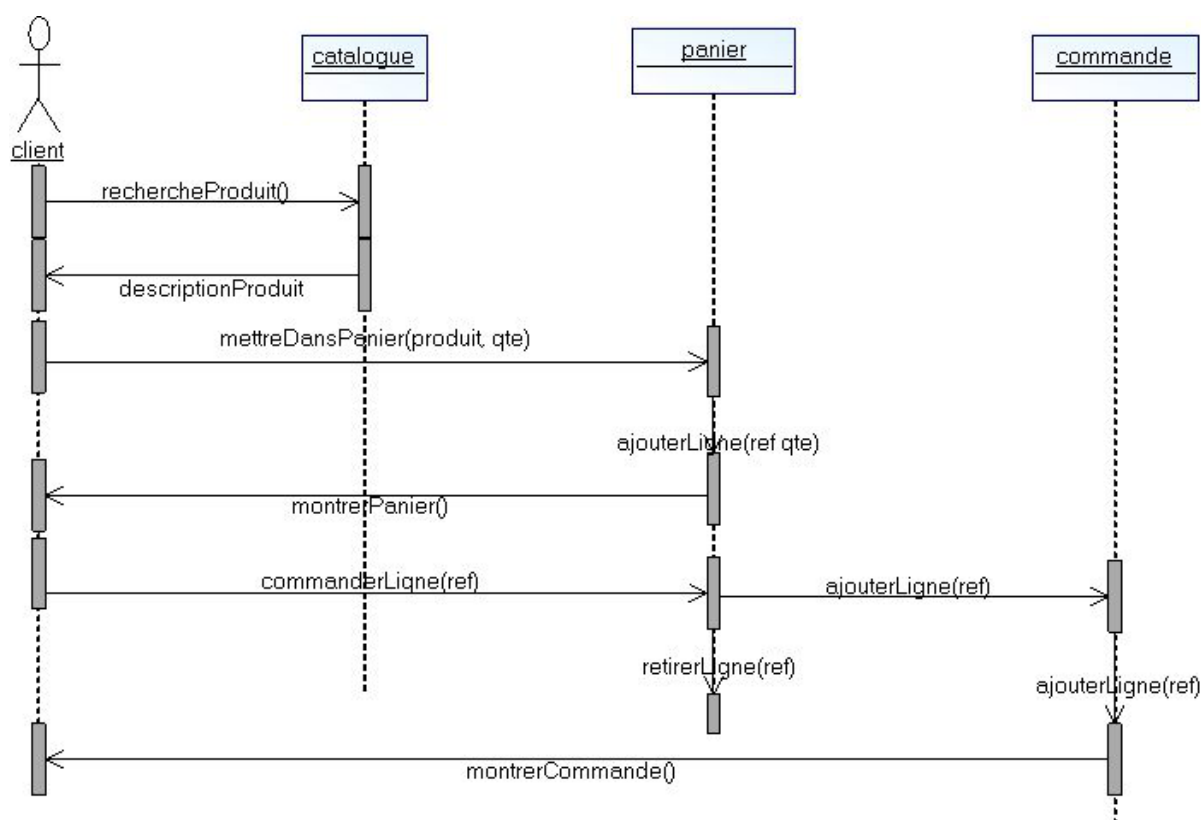 catalogue
panier
commande
client
rechercheProduit()
descriptionProduit
mettreDansPanier(produit, qte)
ajouterLigne(ref qte)
montrerPanier()
commanderLigne(ref)
ajouterLigne(ref)
retirerLigne(ref)
ajouterLigne(ref)
montrerCommande()